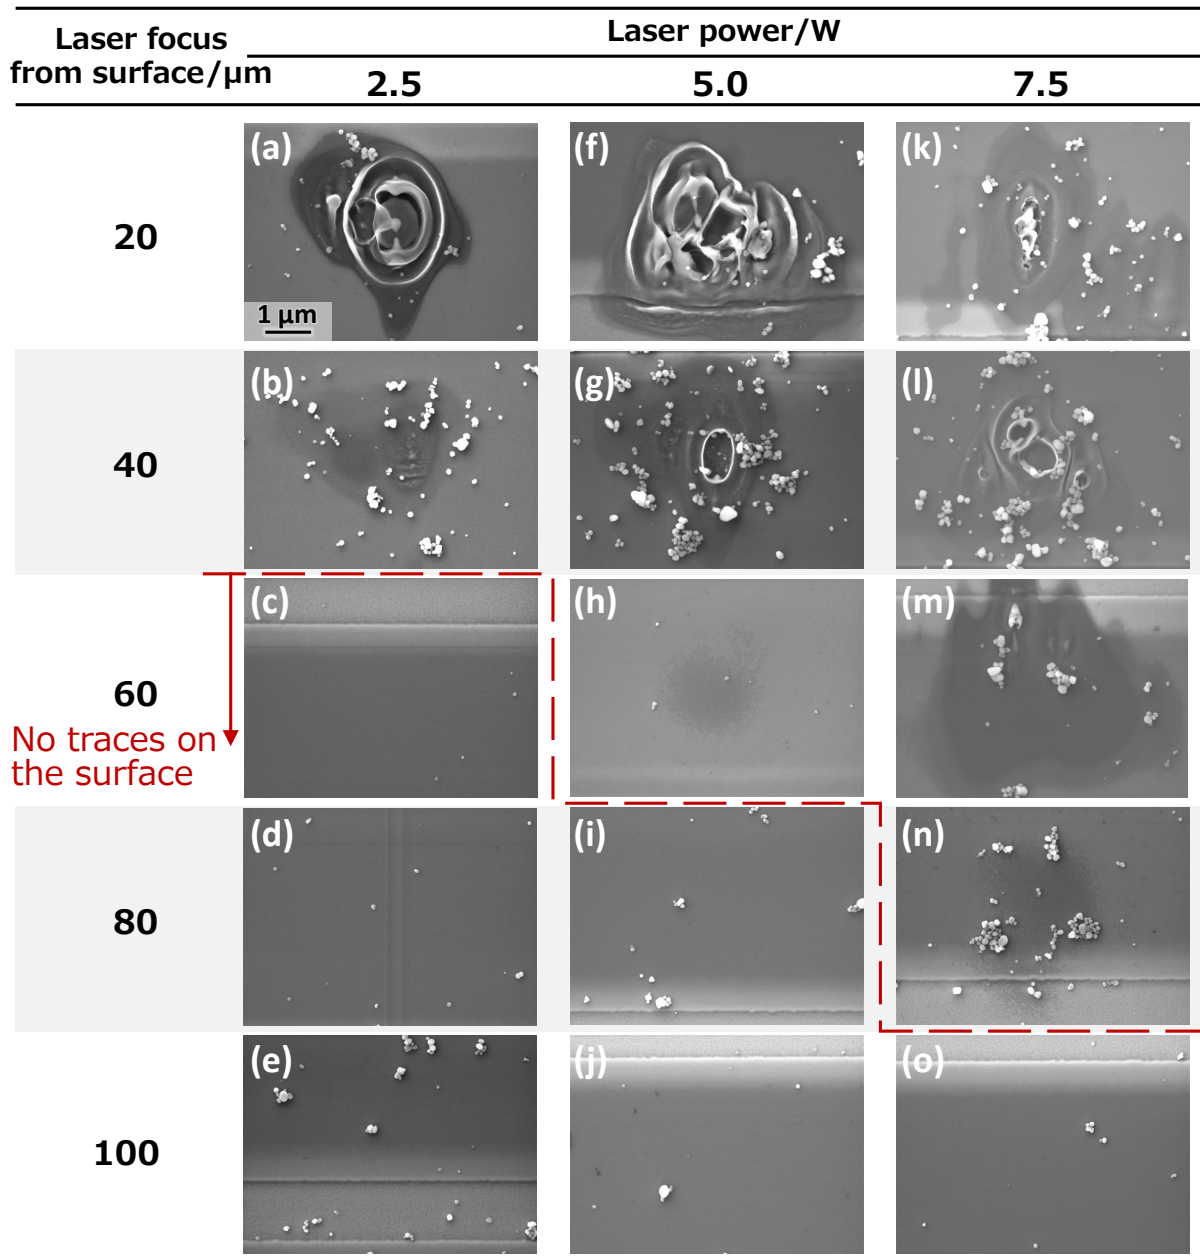 Laser focus
from surface/μm
Laser power/W
2.5
5.0
7.5
20
(a)
1 μm
(f)
(k)
40
(b)
(g)
(l)
60
(c)
(h)
(m)
No traces on
the surface
80
(d)
(i)
(n)
100
(e)
(j)
(o)